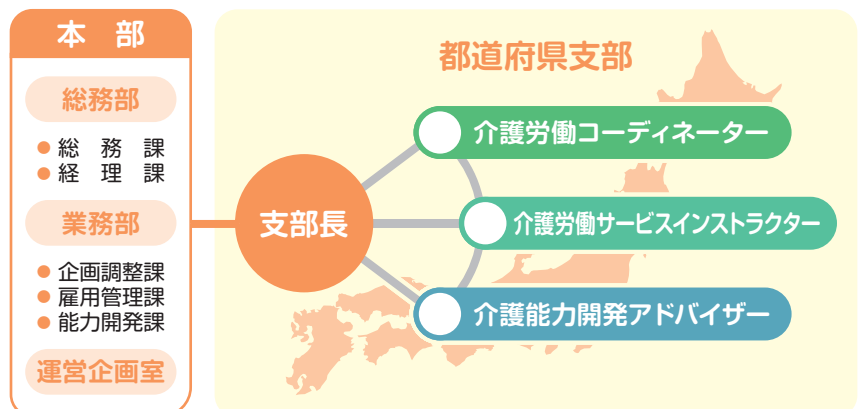 本 部
総務部
総 務 課
経 理 課
業務部
企画調整課
雇用管理課
能力開発課
運営企画室
都道府県支部
支部長
介護労働コーディネーター
介護労働サービスインストラクター
介護能力開発アドバイザー